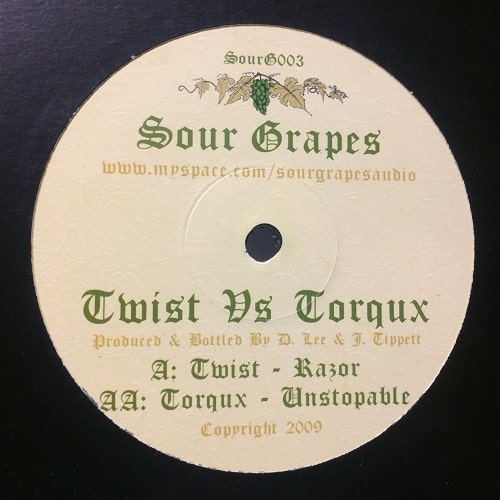 SourG003
Sour Grapes
www.myspace.com/sourgrapesaudio
Twist Vs Torqux
Produced & Bottled By D. Lee & J. Tippett
A: Twist - Razor
AA: Torqux - Unstopable
Copyright 2009